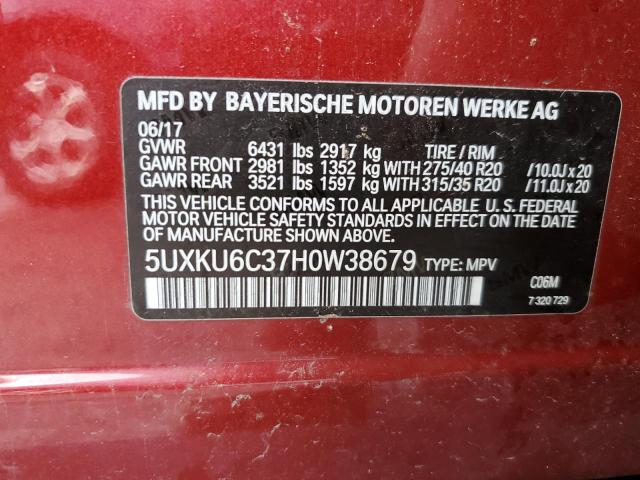 MFD BY BAYERISCHE MOTOREN WERKE AG
06/17
GVWR 6431 lbs 2917 kg TIRE / RIM
GAWR FRONT 2981 lbs 1352 kg WITH 275/40 R20 /10.0J x 20
GAWR REAR 3521 lbs 1597 kg WITH 315/35 R20 /11.0J x 20
THIS VEHICLE CONFORMS TO ALL APPLICABLE U.S. FEDERAL
MOTOR VEHICLE SAFETY STANDARDS IN EFFECT ON THE DATE
OF MANUFACTURE SHOWN ABOVE.
5UXKU6C37H0W38679 TYPE: MPV
C06M
7 320 729